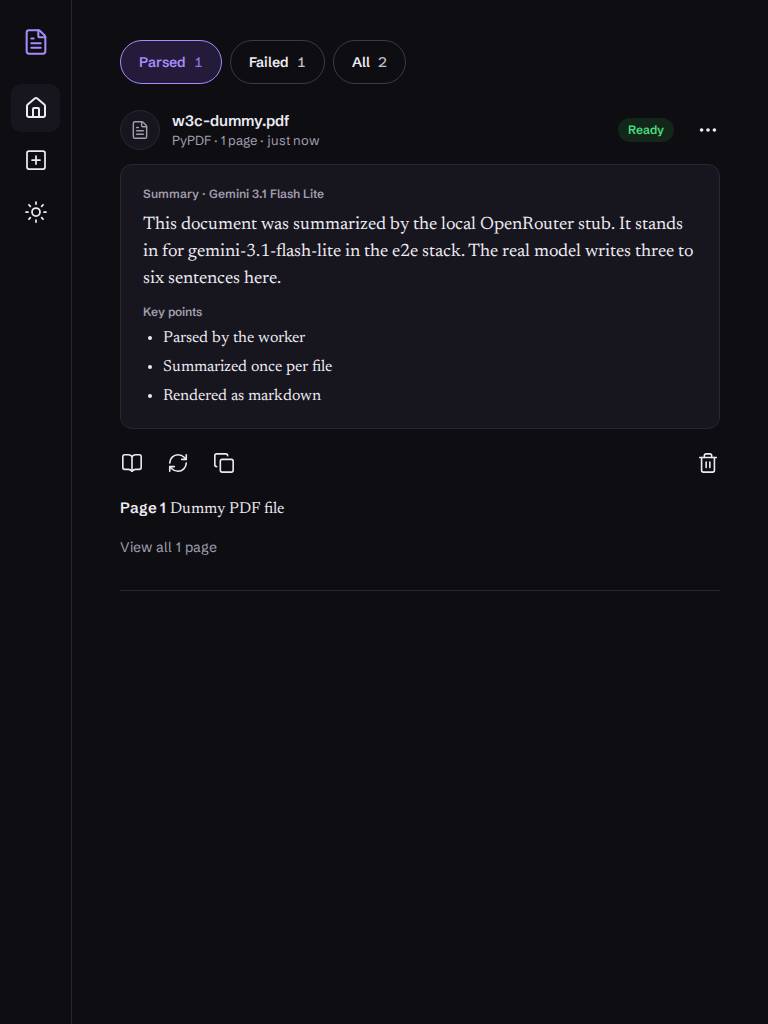 Parsed 1 Failed 1 All 2
w3c-dummy.pdf
PyPDF · 1 page · just now
Ready
Summary · Gemini 3.1 Flash Lite
This document was summarized by the local OpenRouter stub. It stands
in for gemini-3.1-flash-lite in the e2e stack. The real model writes three to
six sentences here.
Key points
• Parsed by the worker
• Summarized once per file
• Rendered as markdown
Page 1 Dummy PDF file
View all 1 page